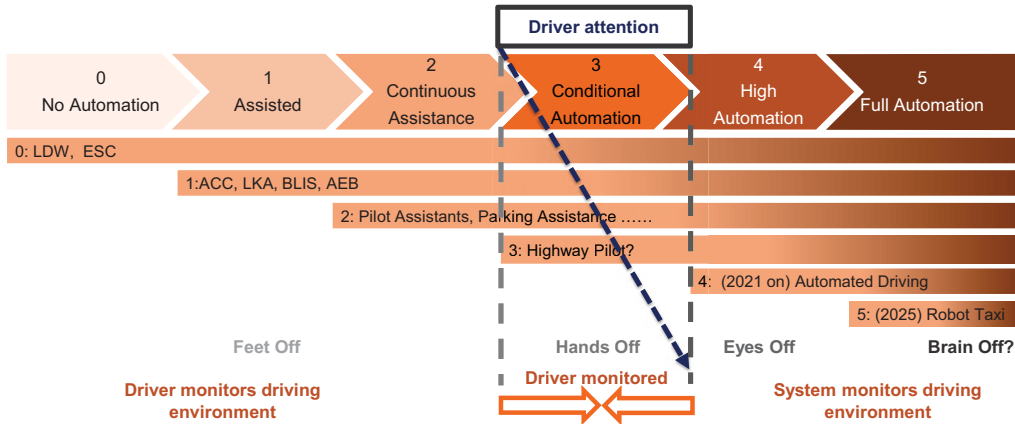 Driver attention
0
No Automation
1
Assisted
2
Continuous
Assistance
3
Conditional
Automation
4
High
Automation
5
Full Automation
0: LDW, ESC
1:ACC, LKA, BLIS, AEB
2: Pilot Assistants, Parking Assistance ……
3: Highway Pilot?
4: (2021 on) Automated Driving
5: (2025) Robot Taxi
Feet Off
Hands Off
Eyes Off
Brain Off?
Driver monitors driving
environment
Driver monitored
System monitors driving
environment